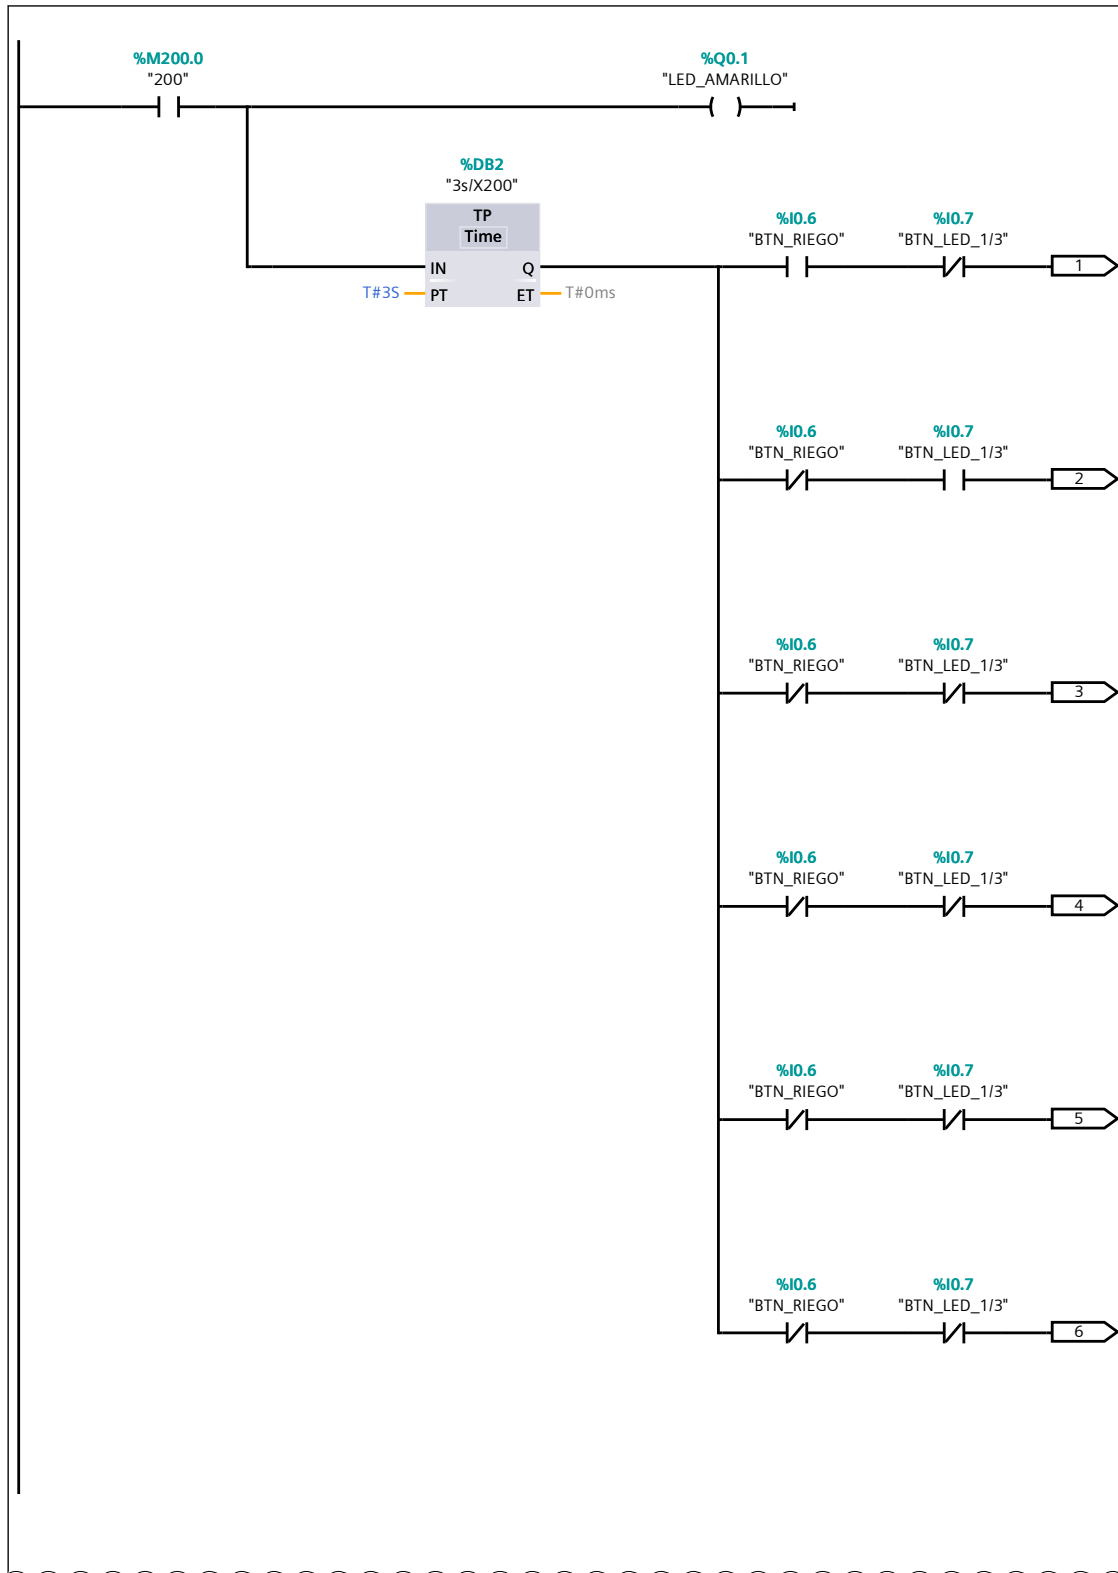 %M200.0
"200"
%Q0.1
"LED_AMARILLO"
%DB2
"3s/X200"
TP
Time
IN Q
T#3S PT ET T#0ms
%I0.6 %I0.7
"BTN_RIEGO" "BTN_LED_1/3"
1
%I0.6 %I0.7
"BTN_RIEGO" "BTN_LED_1/3"
2
%I0.6 %I0.7
"BTN_RIEGO" "BTN_LED_1/3"
3
%I0.6 %I0.7
"BTN_RIEGO" "BTN_LED_1/3"
4
%I0.6 %I0.7
"BTN_RIEGO" "BTN_LED_1/3"
5
%I0.6 %I0.7
"BTN_RIEGO" "BTN_LED_1/3"
6